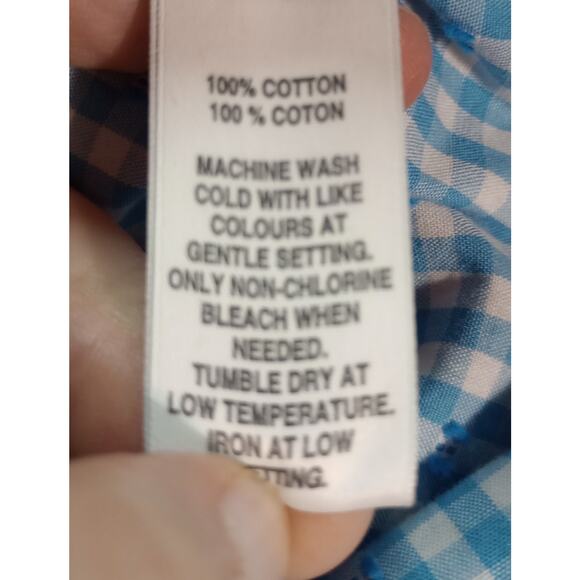 100% COTTON
100 % COTON
MACHINE WASH
COLD WITH LIKE
COLOURS AT
GENTLE SETTING.
ONLY NON-CHLORINE
BLEACH WHEN
NEEDED.
TUMBLE DRY AT
LOW TEMPERATURE.
IRON AT LOW